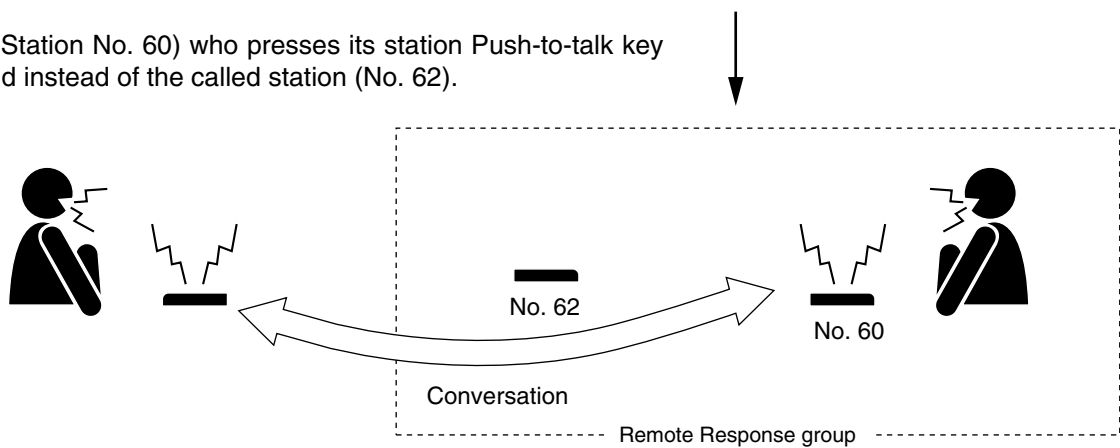 Station No. 60) who presses its station Push-to-talk key
d instead of the called station (No. 62).
No. 62
No. 60
Conversation
Remote Response group